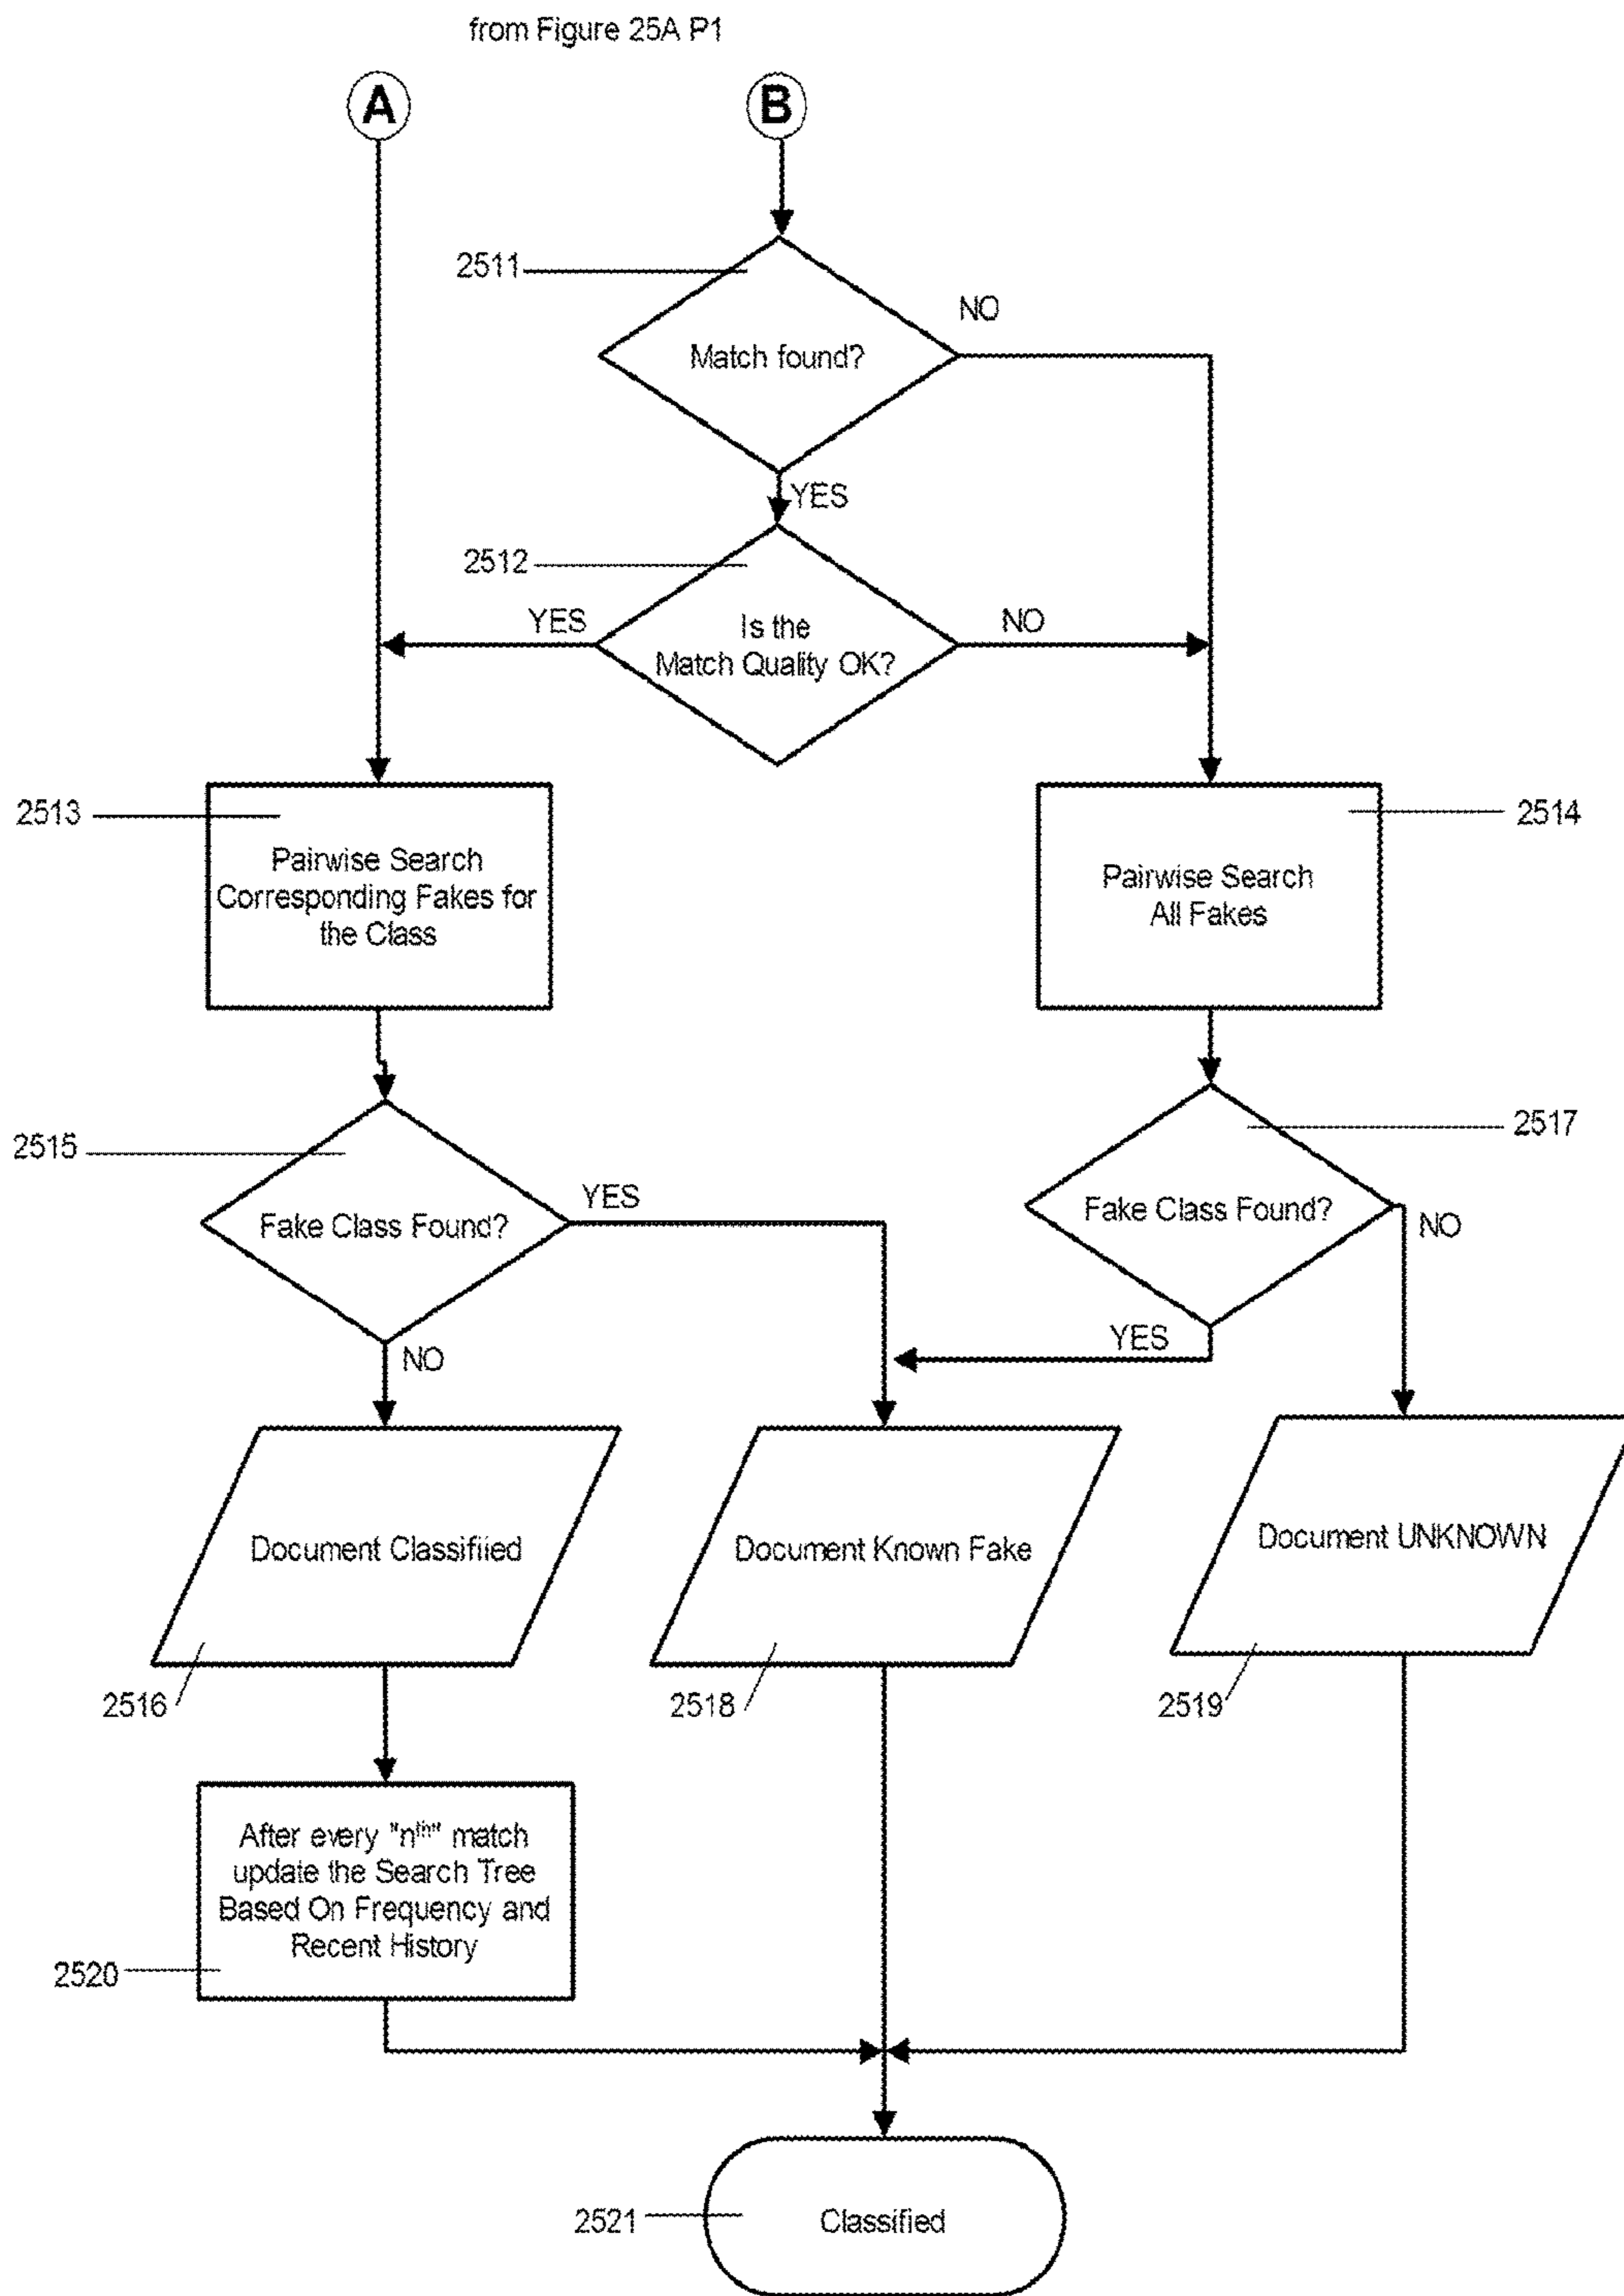 from Figure 25A P1
A
B
2511
NO
Match found?
YES
2512
YES
Is the
NO
Match Quality OK?
2513
2514
Pairwise Search
Corresponding Fakes for
the Class
Pairwise Search
All Fakes
2515
2517
YES
Fake Class Found?
Fake Class Found?
NO
YES
NO
Document Classifiied
Document Known Fake
Document UNKNOWN
2516
2518
2519
After every "nth" match
update the Search Tree
Based On Frequency and
Recent History
2520
2521
Classified